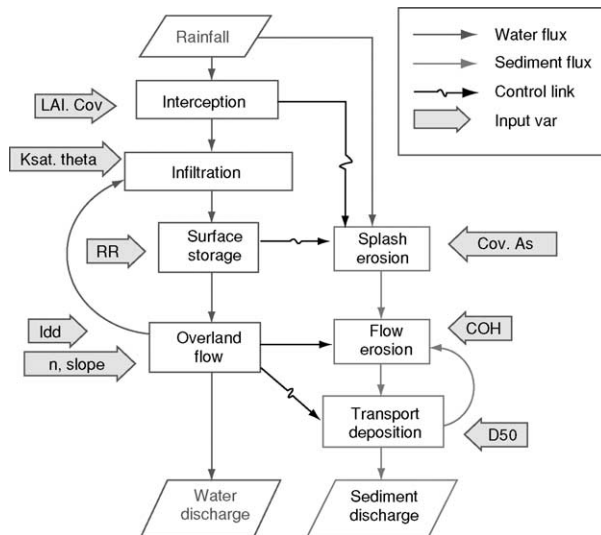 Rainfall
Water flux
Sediment flux
Control link
Input var
LAI. Cov
Interception
Ksat. theta
Infiltration
RR
Surface
storage
Splash
erosion
Cov. As
Idd
n, slope
Overland
flow
Flow
erosion
COH
Transport
deposition
D50
Water
discharge
Sediment
discharge